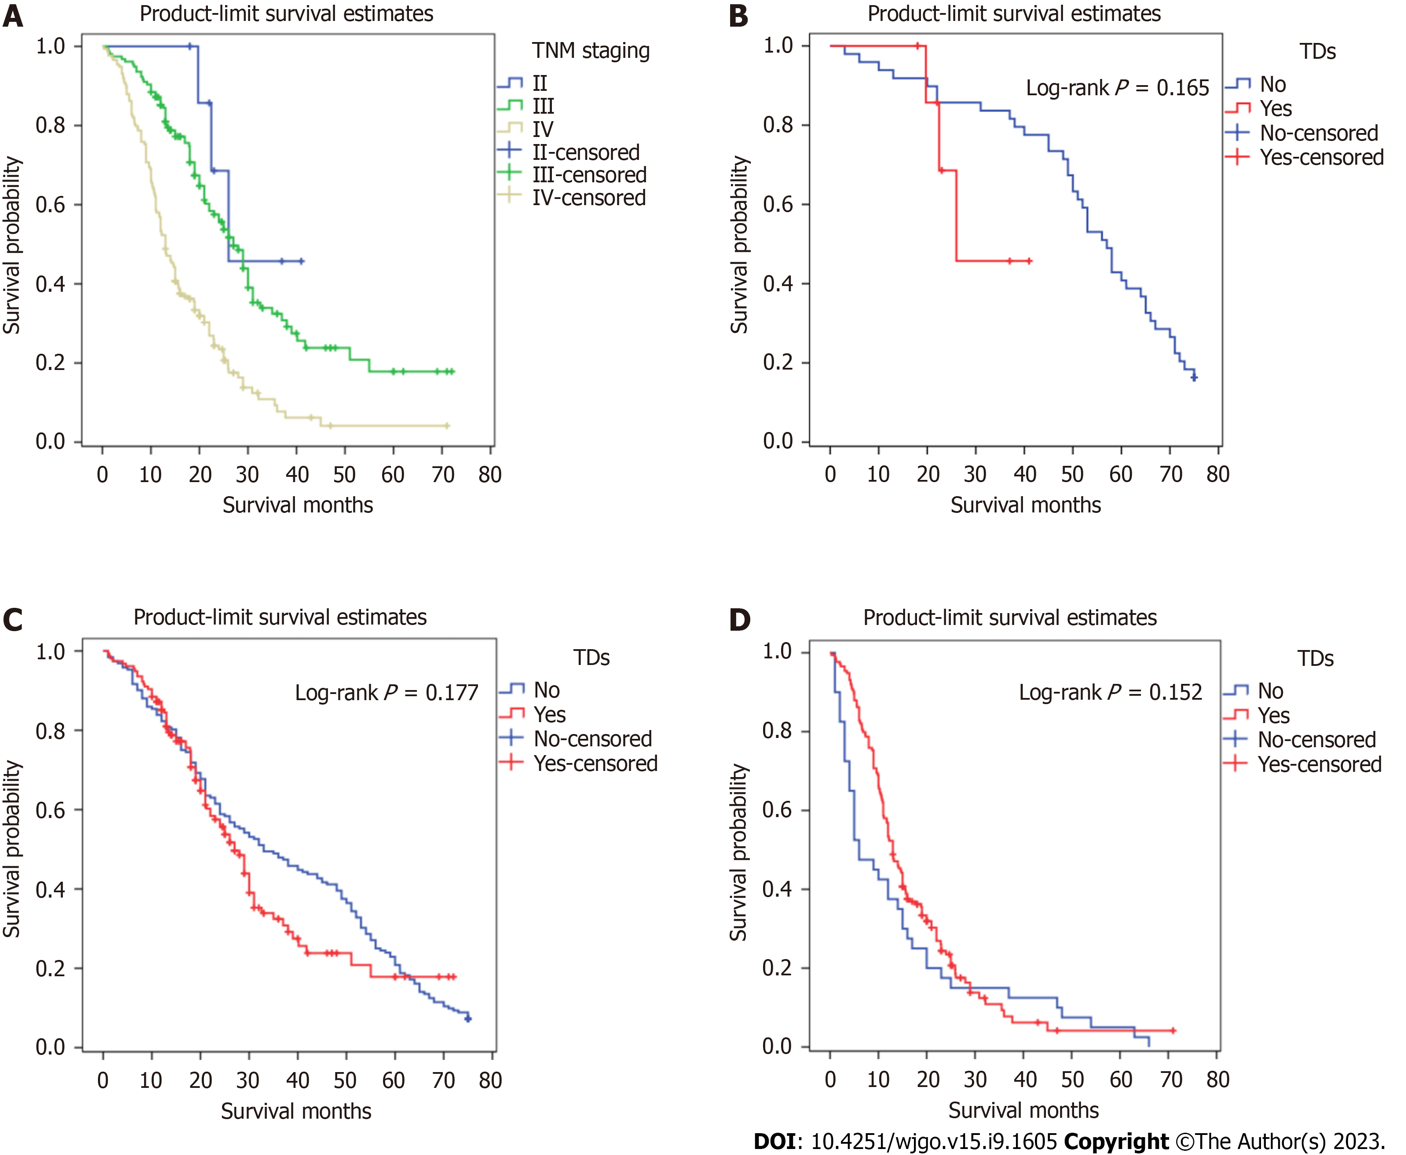 A
Product-limit survival estimates
TNM staging
II
III
IV
II-censored
III-censored
IV-censored
Survival probability
1.0
0.8
0.6
0.4
0.2
0.0
0 10 20 30 40 50 60 70 80
Survival months
B
Product-limit survival estimates
Log-rank P = 0.165
TDs
No
Yes
No-censored
Yes-censored
Survival probability
1.0
0.8
0.6
0.4
0.2
0.0
0 10 20 30 40 50 60 70 80
Survival months
C
Product-limit survival estimates
Log-rank P = 0.177
TDs
No
Yes
No-censored
Yes-censored
Survival probability
1.0
0.8
0.6
0.4
0.2
0.0
0 10 20 30 40 50 60 70 80
Survival months
D
Product-limit survival estimates
Log-rank P = 0.152
TDs
No
Yes
No-censored
Yes-censored
Survival probability
1.0
0.8
0.6
0.4
0.2
0.0
0 10 20 30 40 50 60 70 80
Survival months
DOI: 10.4251/wjgo.v15.i9.1605 Copyright ©The Author(s) 2023.